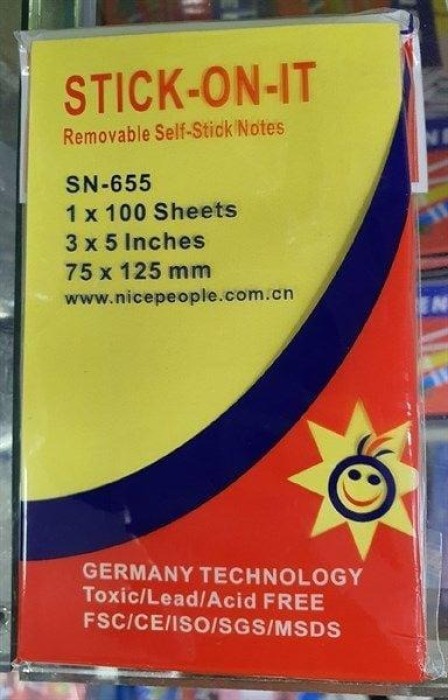 STICK-ON-IT
Removable Self-Stick Notes
SN-655
1 x 100 Sheets
3 x 5 Inches
75 x 125 mm
www.nicepeople.com.cn
GERMANY TECHNOLOGY
Toxic/Lead/Acid FREE
FSC/CE/ISO/SGS/MSDS